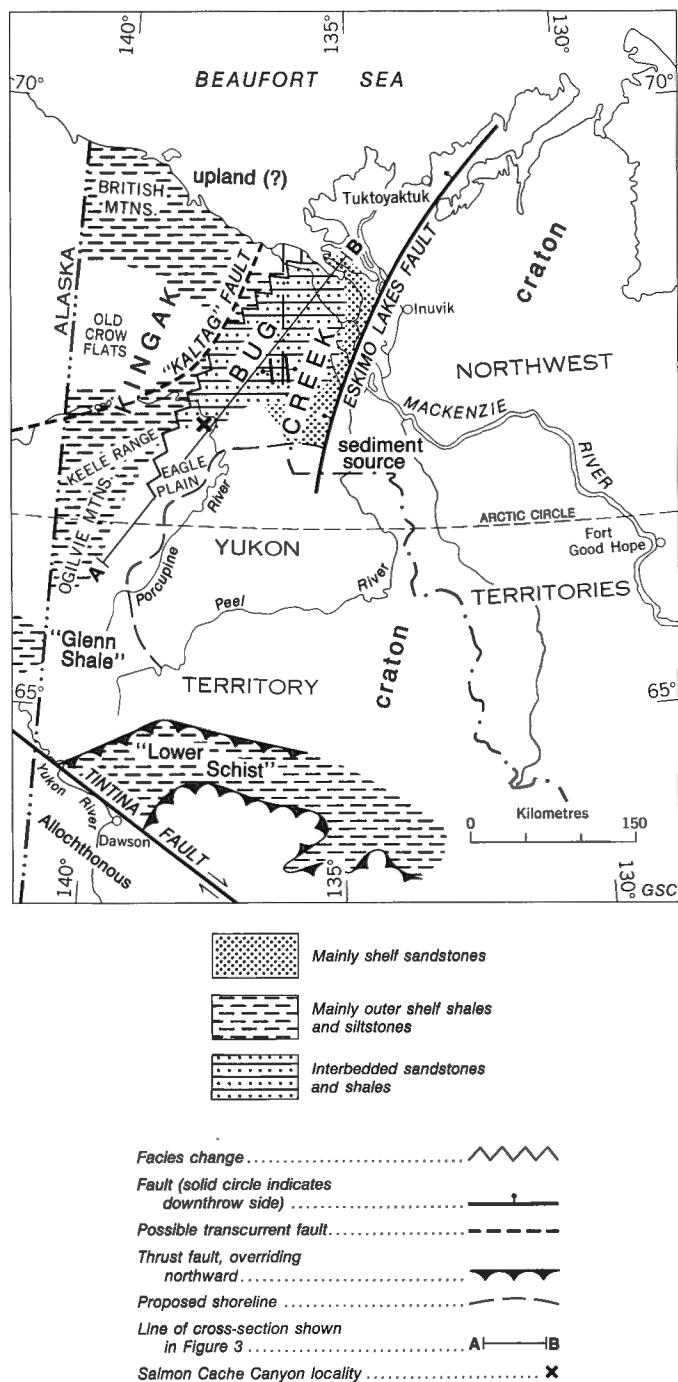 140°
135°
130°
70°
70°
BEAUFORT SEA
BRITISH MTNS.
upland (?)
Tuktoyaktuk
B
ALASKA
OLD CROW FLATS
KINGAK
"KALTAG" FAULT
BUG CREEK
ESKIMO LAKES FAULT
Inuvik
craton
NORTHWEST
MACKENZIE RIVER
KEELE RANGE
OGILVIE MTNS.
EAGLE PLAIN
sediment source
A
Porcupine River
ARCTIC CIRCLE
Fort Good Hope
YUKON
Peel River
TERRITORIES
"Glenn Shale"
craton
65°
65°
TERRITORY
"Lower Schist"
Yukon River
TINTINA FAULT
Dawson
Allochthonous
Kilometres
0 150
140°
135°
130°
GSC
Mainly shelf sandstones
Mainly outer shelf shales
and siltstones
Interbedded sandstones
and shales
Facies change
Fault (solid circle indicates
downthrow side)
Possible transcurrent fault
Thrust fault, overriding
northward
Proposed shoreline
Line of cross-section shown
in Figure 3 A B
Salmon Cache Canyon locality